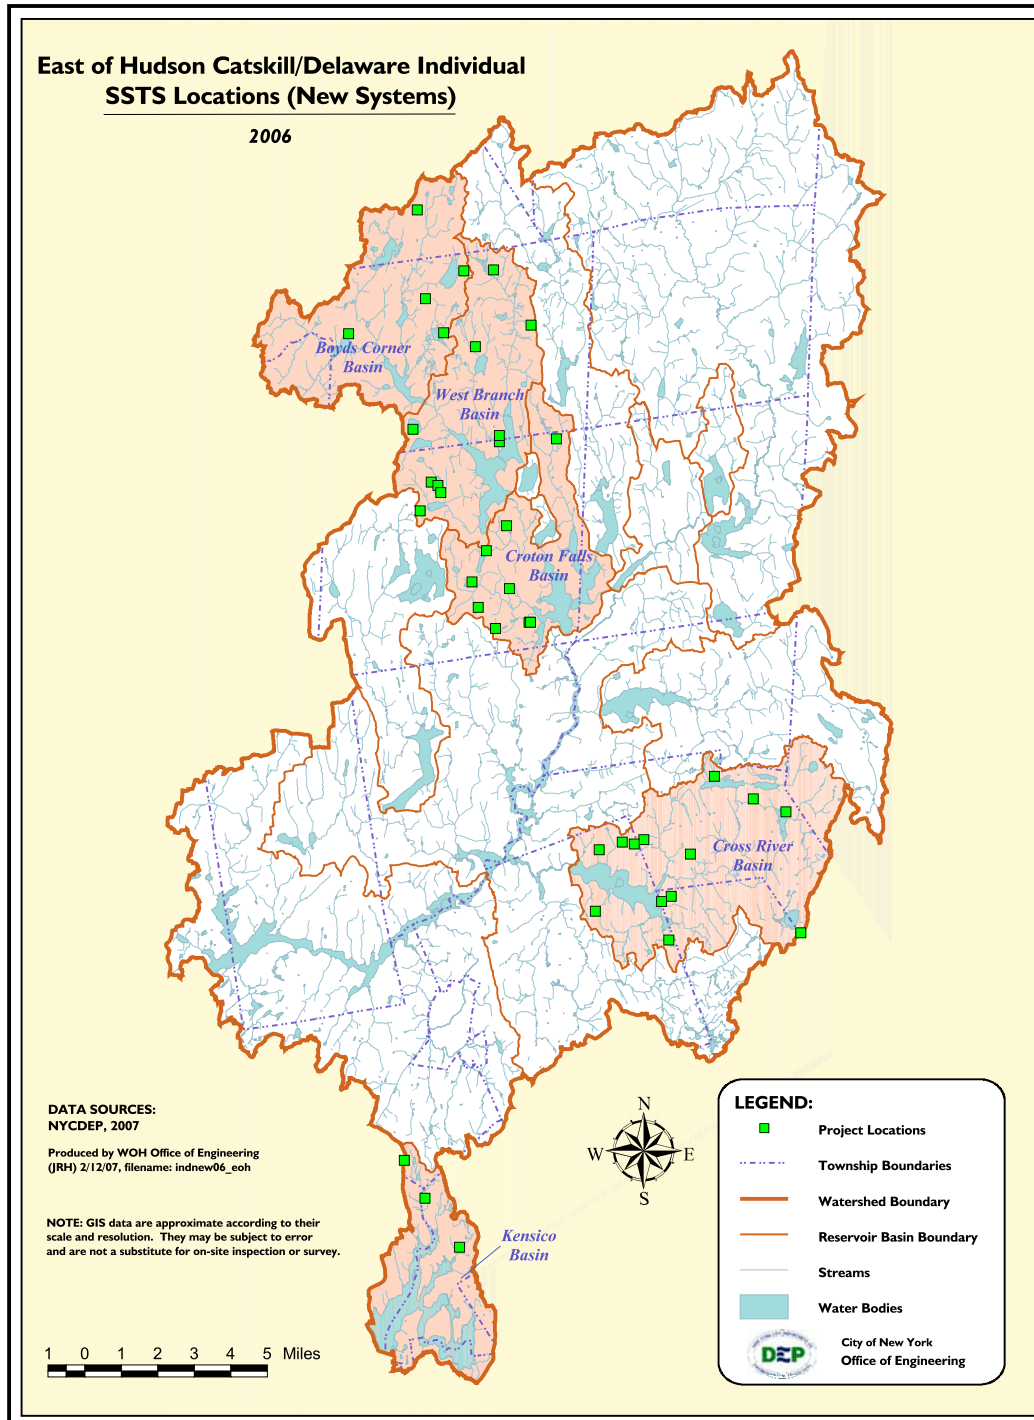 East of Hudson Catskill/Delaware Individual
SSTS Locations (New Systems)
2006
Boyds Corner
Basin
West Branch
Basin
Croton Falls
Basin
Cross River
Basin
Kensico
Basin
DATA SOURCES:
NYCDEP, 2007
Produced by WOH Office of Engineering
(JRH) 2/12/07, filename: indnew06_eoh
NOTE: GIS data are approximate according to their
scale and resolution. They may be subject to error
and are not a substitute for on-site inspection or survey.
1 0 1 2 3 4 5 Miles
N
W E
S
LEGEND:
Project Locations
Township Boundaries
Watershed Boundary
Reservoir Basin Boundary
Streams
Water Bodies
DEP
City of New York
Office of Engineering